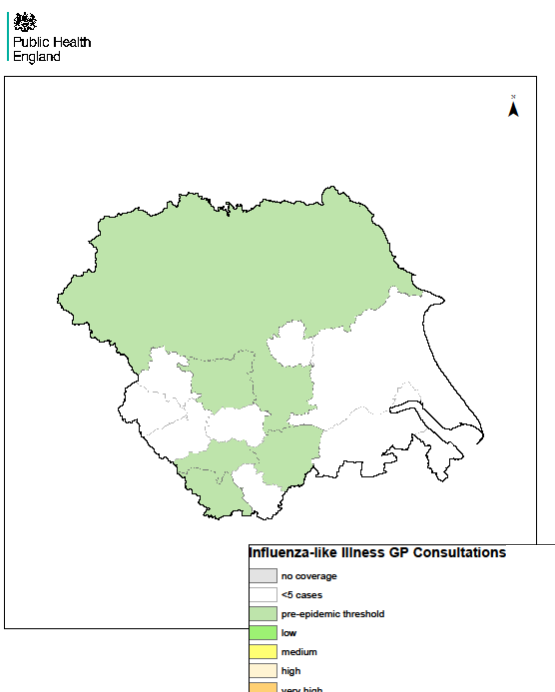 Public Health
England
N
Influenza-like Illness GP Consultations
no coverage
<5 cases
pre-epidemic threshold
low
medium
high
very high